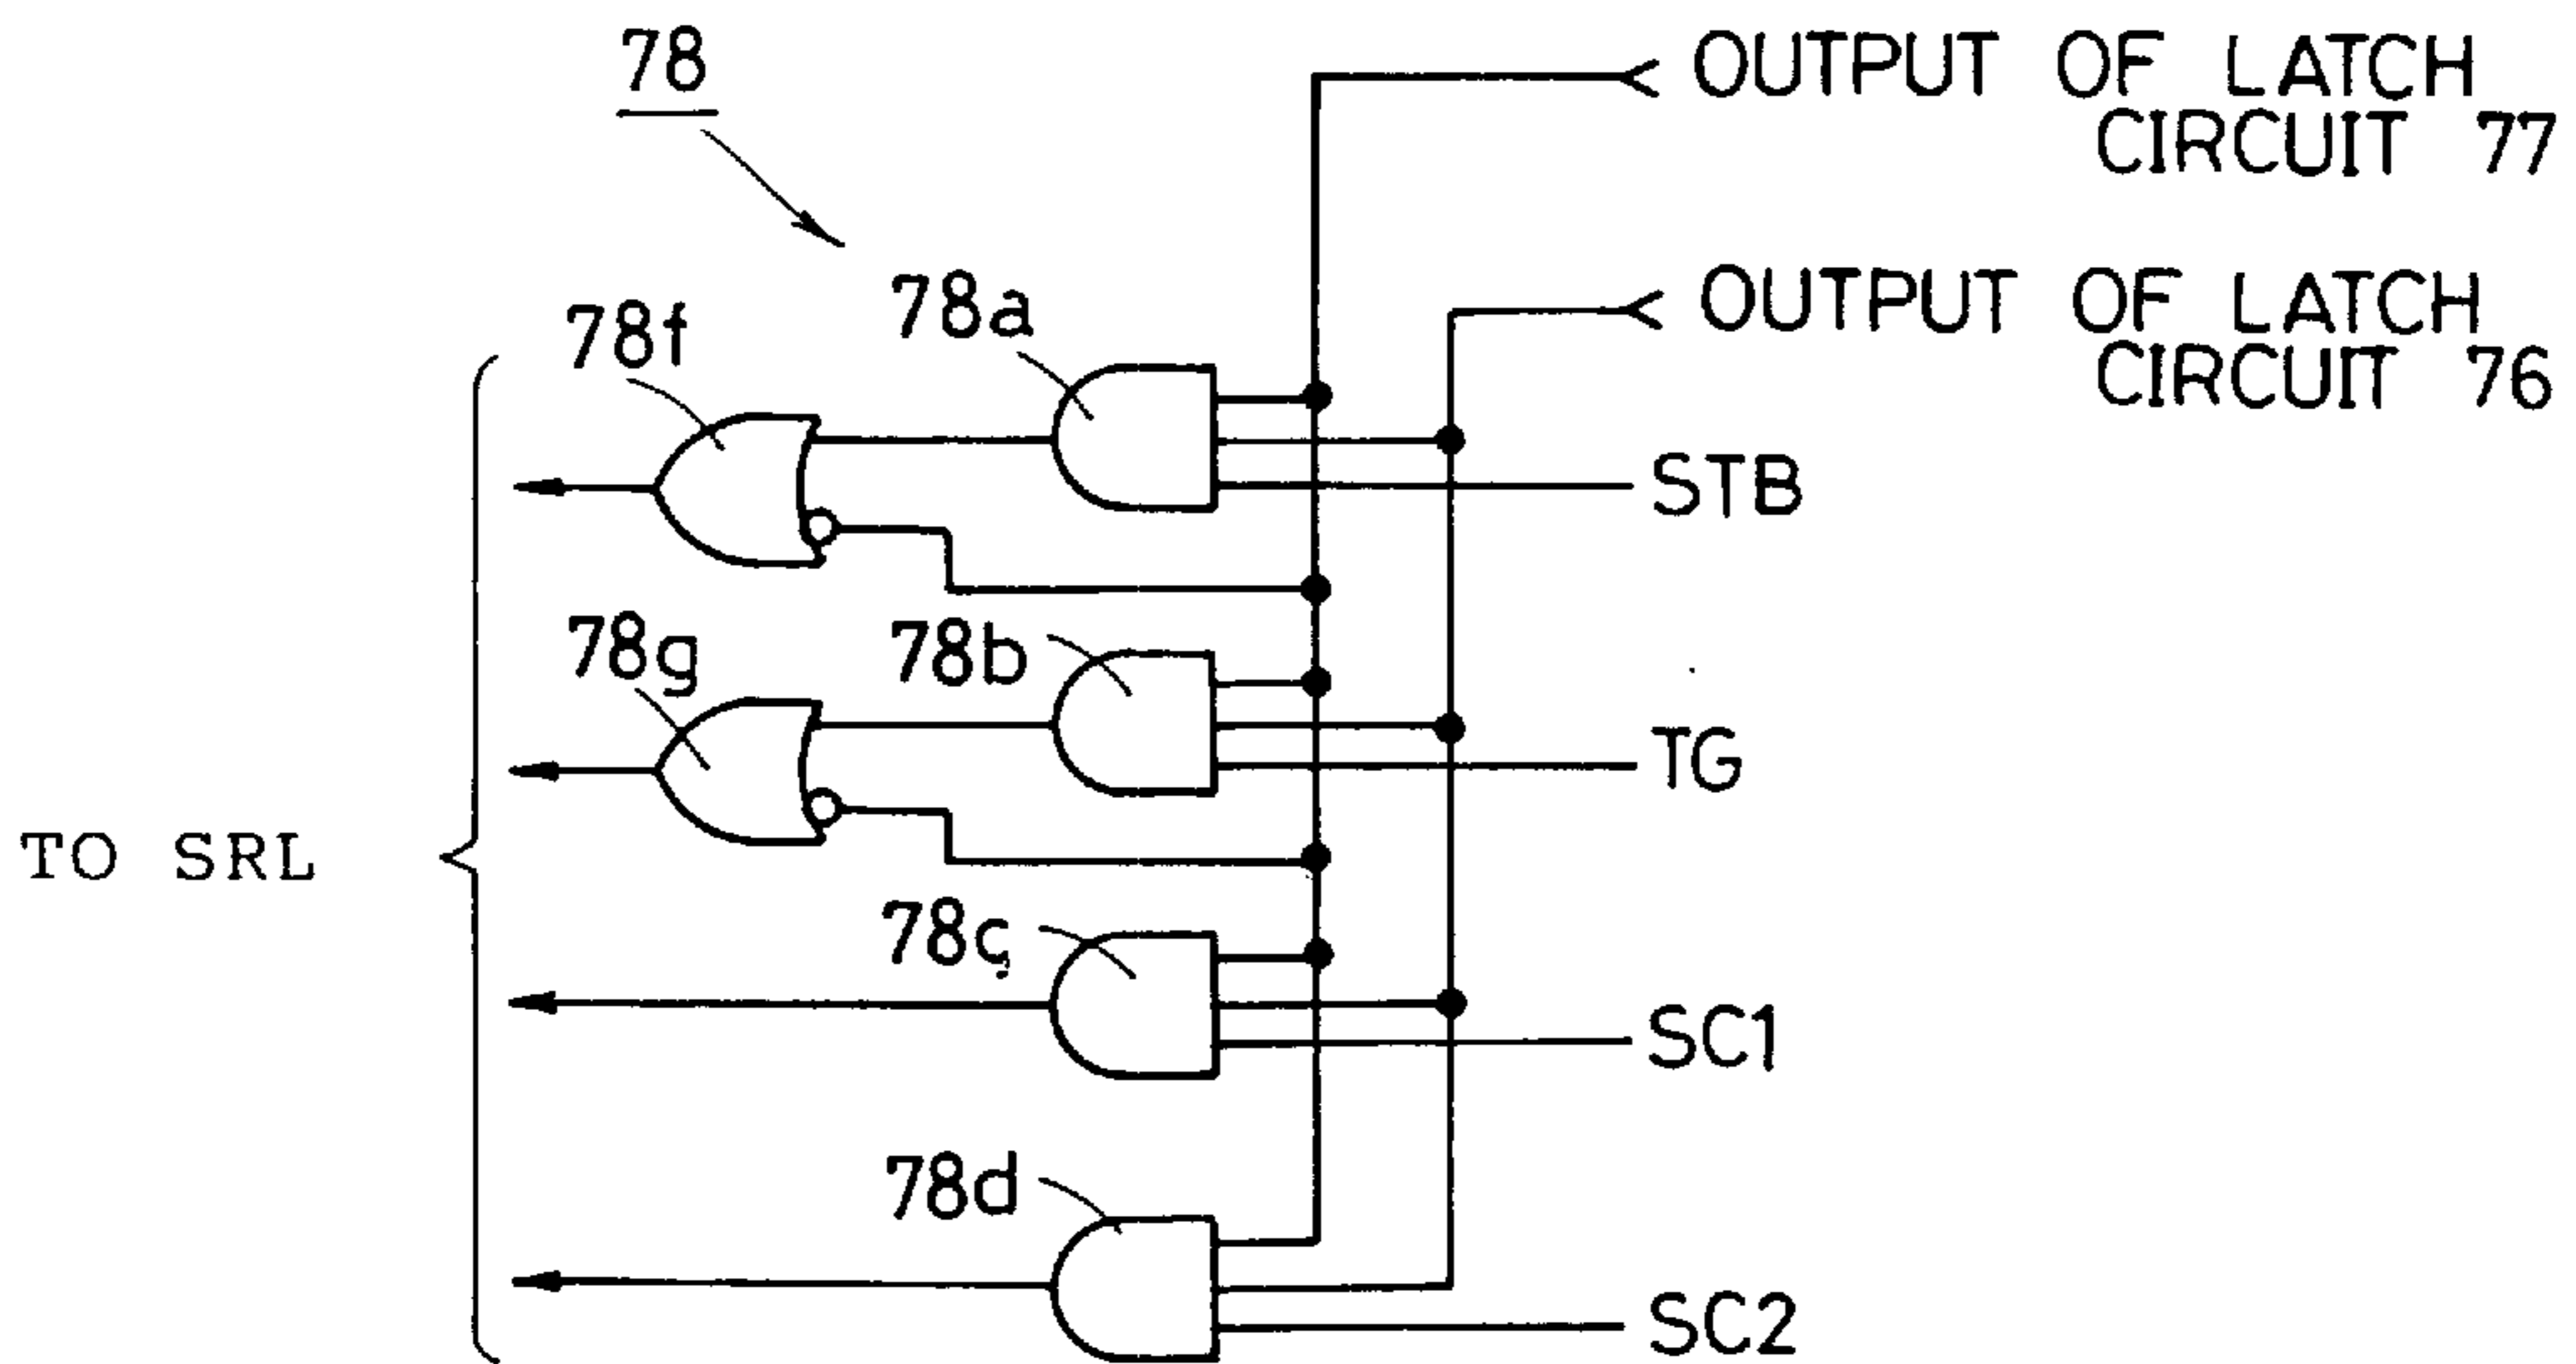 78
OUTPUT OF LATCH
CIRCUIT 77
OUTPUT OF LATCH
CIRCUIT 76
78f
78a
STB
78g
78b
TG
TO SRL
78c
SC1
78d
SC2